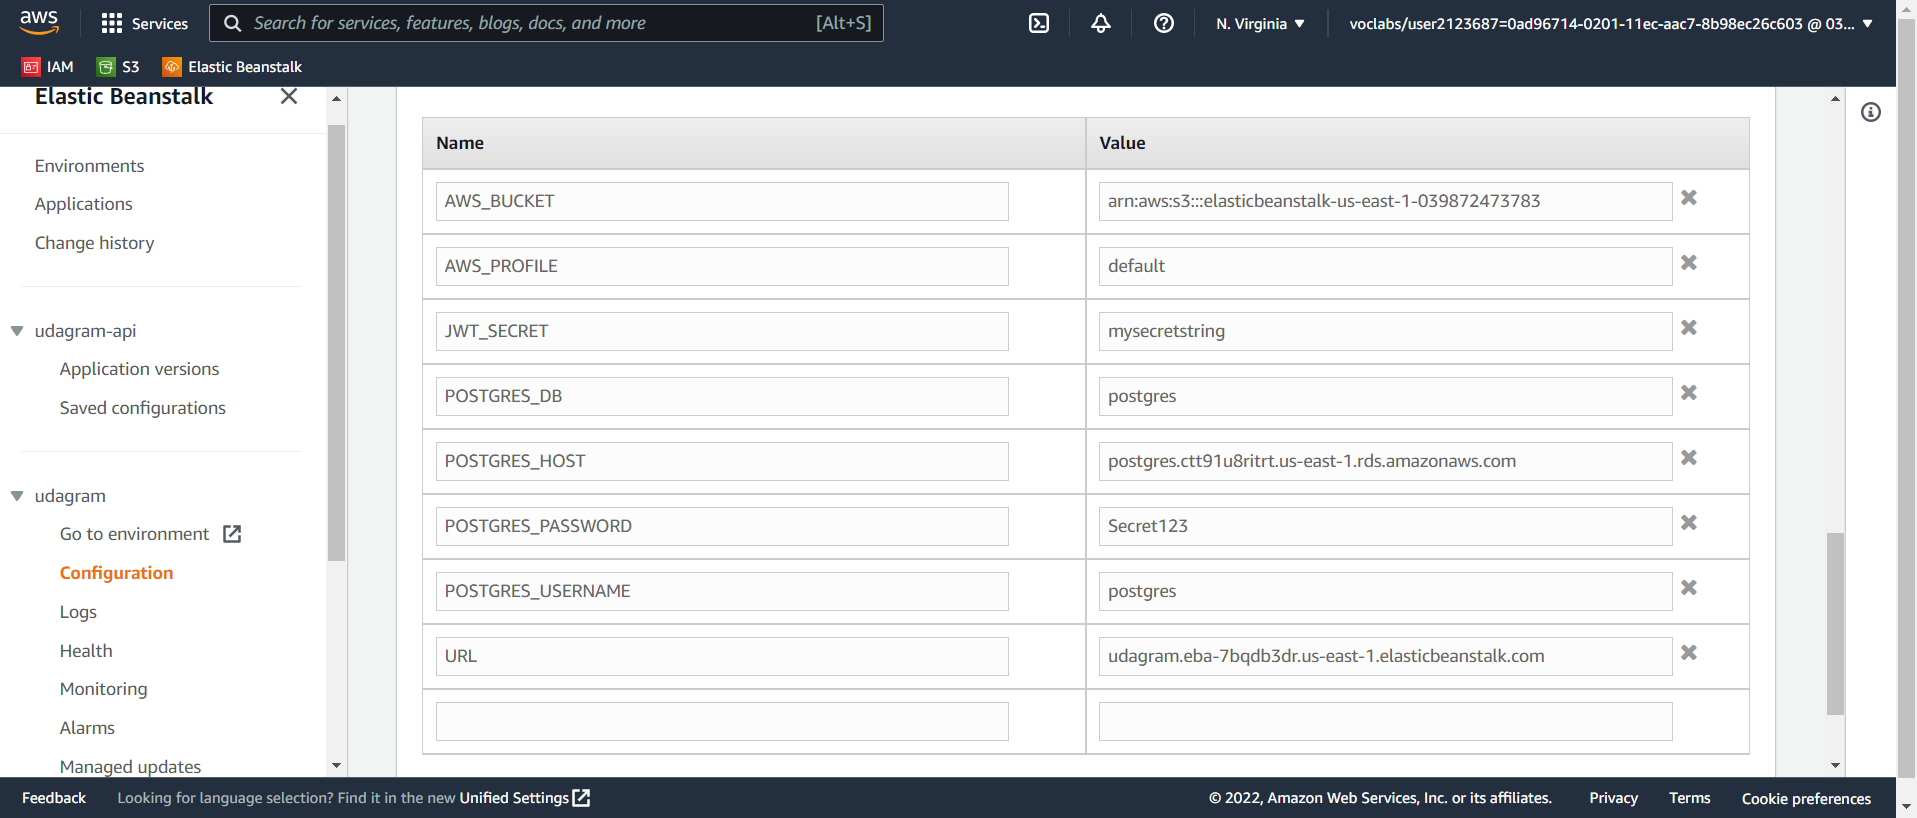 aws
Services
Search for services, features, blogs, docs, and more
[Alt+S]
N. Virginia
voclabs/user2123687=0ad96714-0201-11ec-aac7-8b98ec26c603 @ 03...
IAM
S3
Elastic Beanstalk
Elastic Beanstalk
Environments
Applications
Change history
udagram-api
Application versions
Saved configurations
udagram
Go to environment
Configuration
Logs
Health
Monitoring
Alarms
Managed updates
Name Value
AWS_BUCKET arn:aws:s3:::elasticbeanstalk-us-east-1-039872473783
AWS_PROFILE default
JWT_SECRET mysecretstring
POSTGRES_DB postgres
POSTGRES_HOST postgres.ctt91u8ritrt.us-east-1.rds.amazonaws.com
POSTGRES_PASSWORD Secret123
POSTGRES_USERNAME postgres
URL udagram.eba-7bqdb3dr.us-east-1.elasticbeanstalk.com
Feedback
Looking for language selection? Find it in the new Unified Settings
© 2022, Amazon Web Services, Inc. or its affiliates.
Privacy
Terms
Cookie preferences